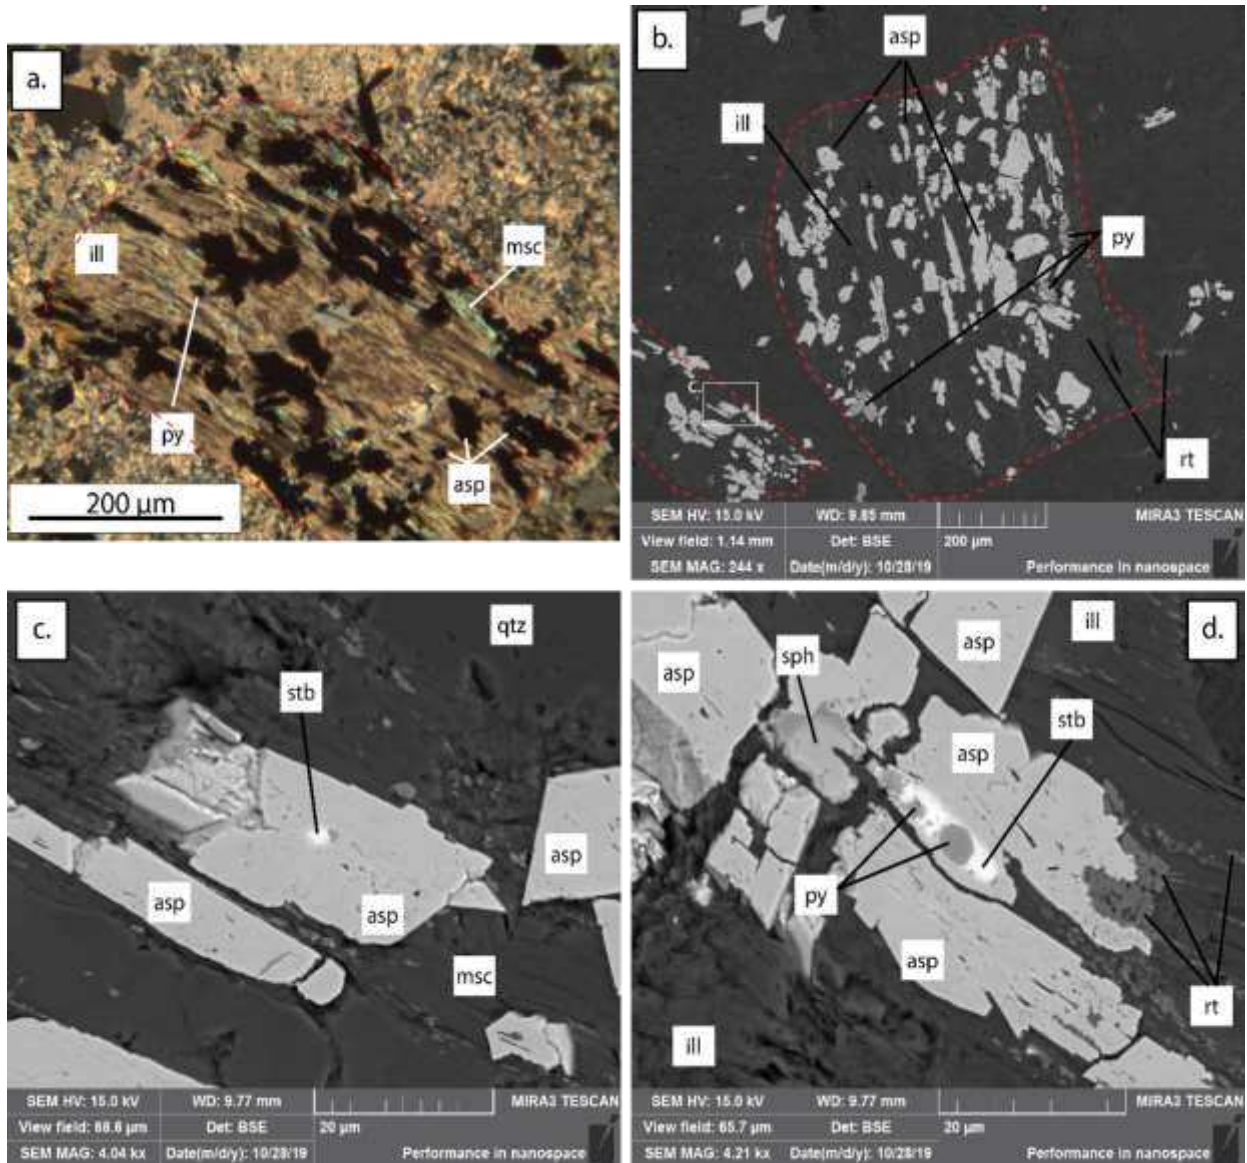 a.
ill
msc
py
asp
200 µm
b.
asp
ill
py
c.
rt
SEM HV: 15.0 kV
WD: 9.85 mm
MIRA3 TESCAN
View field: 1.14 mm
Det: BSE
200 µm
SEM MAG: 244 x
Date(m/d/y): 10/28/19
Performance in nanospace
c.
qtz
stb
asp
asp
asp
msc
SEM HV: 15.0 kV
WD: 9.77 mm
MIRA3 TESCAN
View field: 68.6 µm
Det: BSE
20 µm
SEM MAG: 4.04 kx
Date(m/d/y): 10/28/19
Performance in nanospace
d.
ill
asp
sph
asp
stb
asp
py
asp
rt
ill
SEM HV: 15.0 kV
WD: 9.77 mm
MIRA3 TESCAN
View field: 65.7 µm
Det: BSE
20 µm
SEM MAG: 4.21 kx
Date(m/d/y): 10/28/19
Performance in nanospace